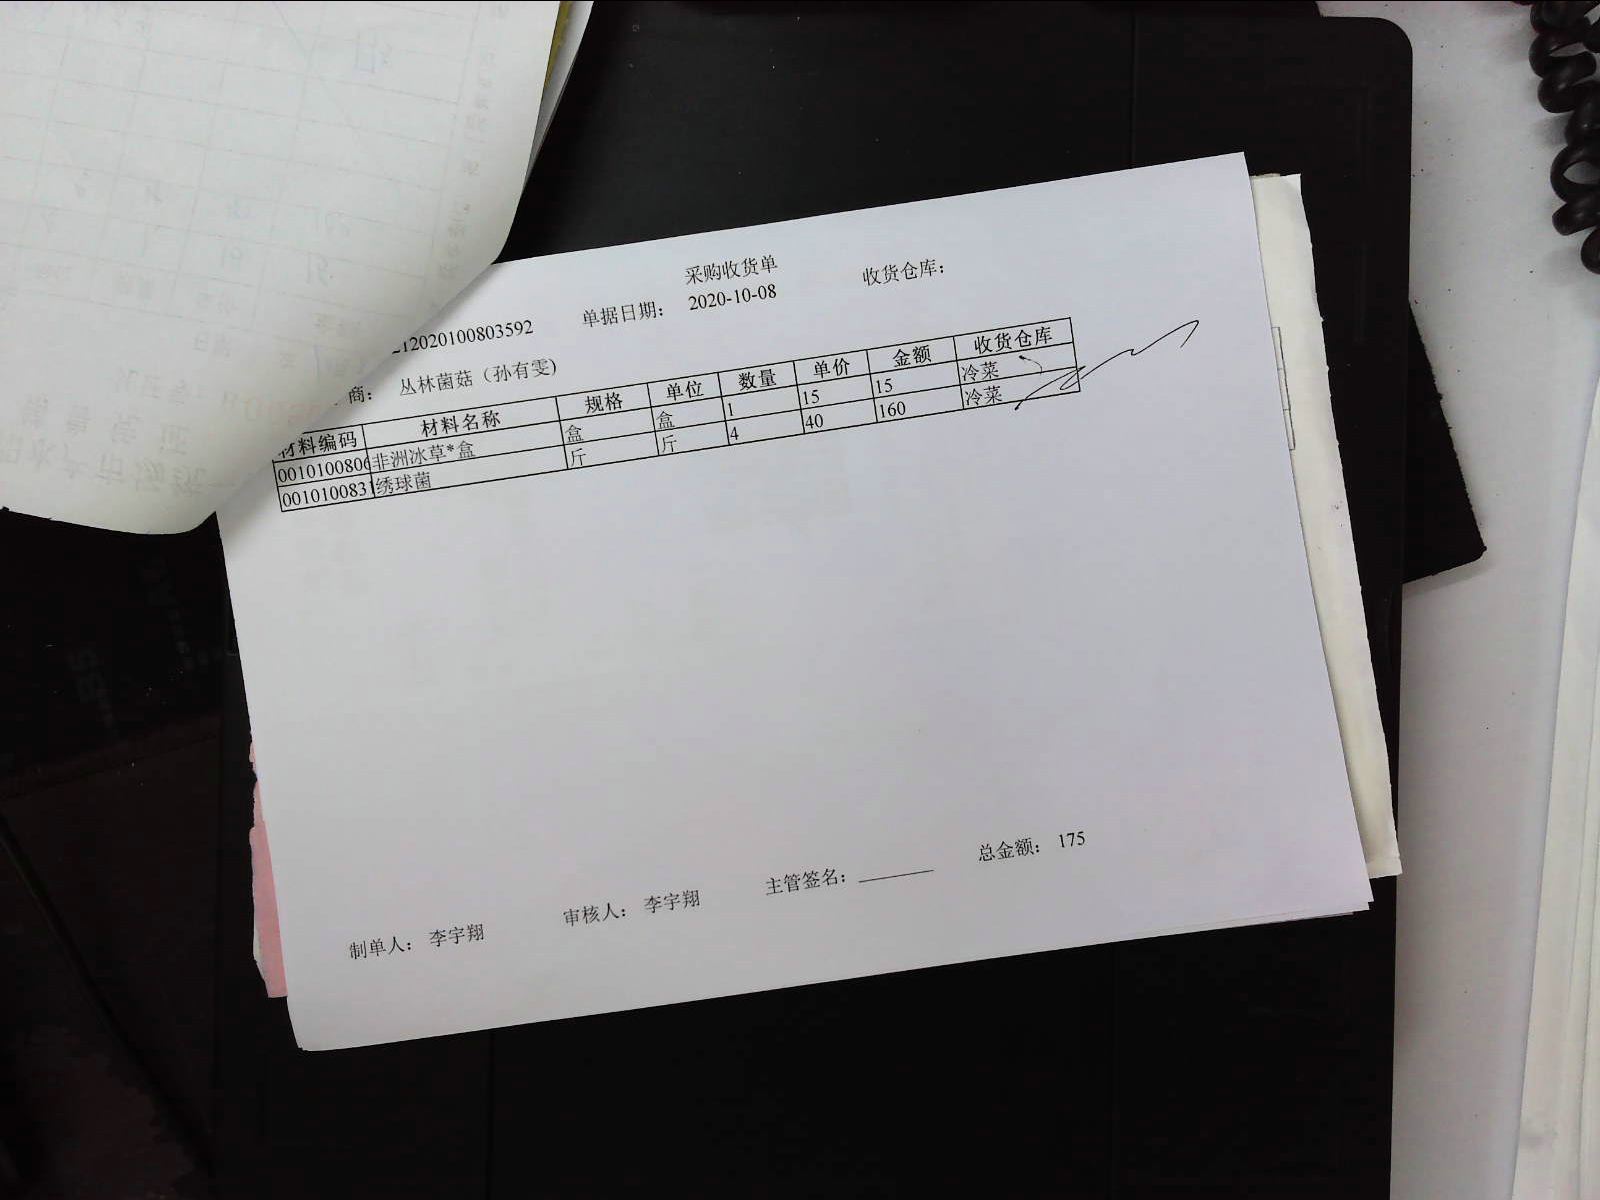 采购收货单
12020100803592 单据日期: 2020-10-08 收货仓库:
商: 丛林菌菇(孙有雯)
材料编码 材料名称 规格 单位 数量 单价 金额 收货仓库
0010100806 非洲冰草*盒 盒 盒 1 15 15 冷菜
001010083 绣球菌 斤 斤 4 40 160 冷菜
总金额: 175
制单人: 李宇翔 审核人: 李宇翔 主管签名: